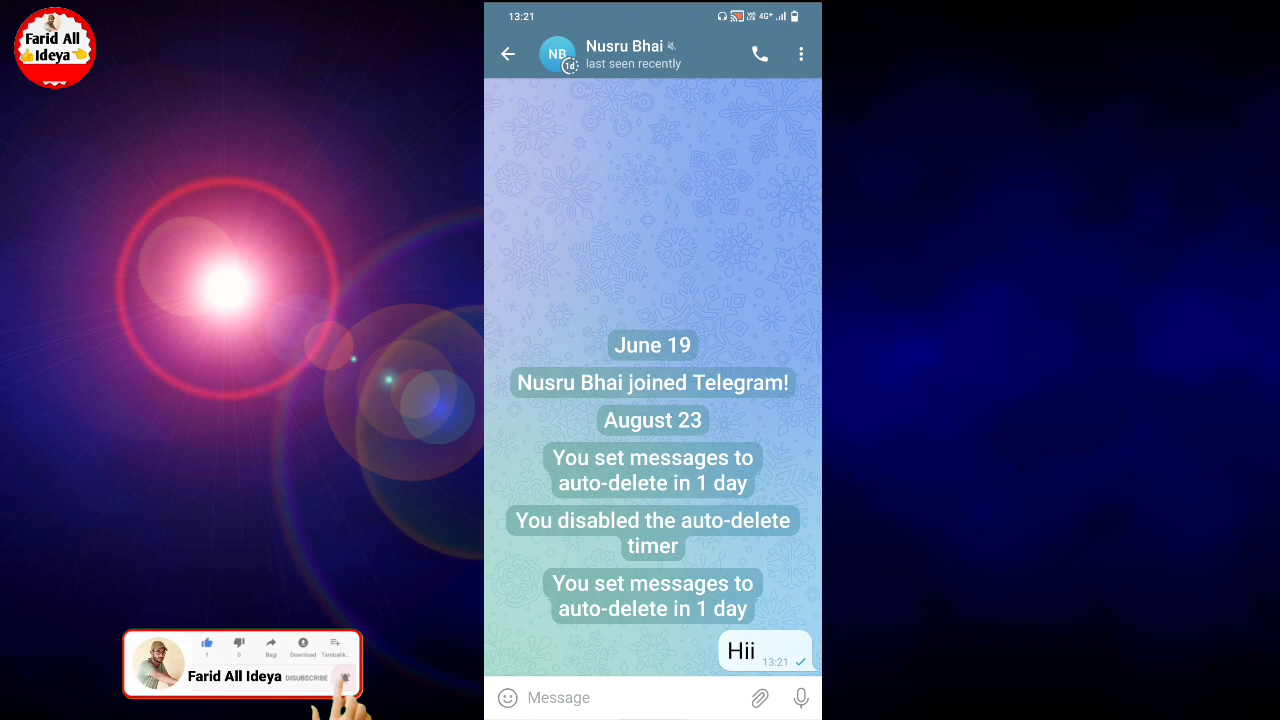 Farid All
Ideya
13:21
4G+
NB
1d
Nusru Bhai
last seen recently
June 19
Nusru Bhai joined Telegram!
August 23
You set messages to
auto-delete in 1 day
You disabled the auto-delete
timer
You set messages to
auto-delete in 1 day
Hii
13:21
Message
1
0
Bagi
Download
Tambahk...
Farid All Ideya
DISUBSCRIBE